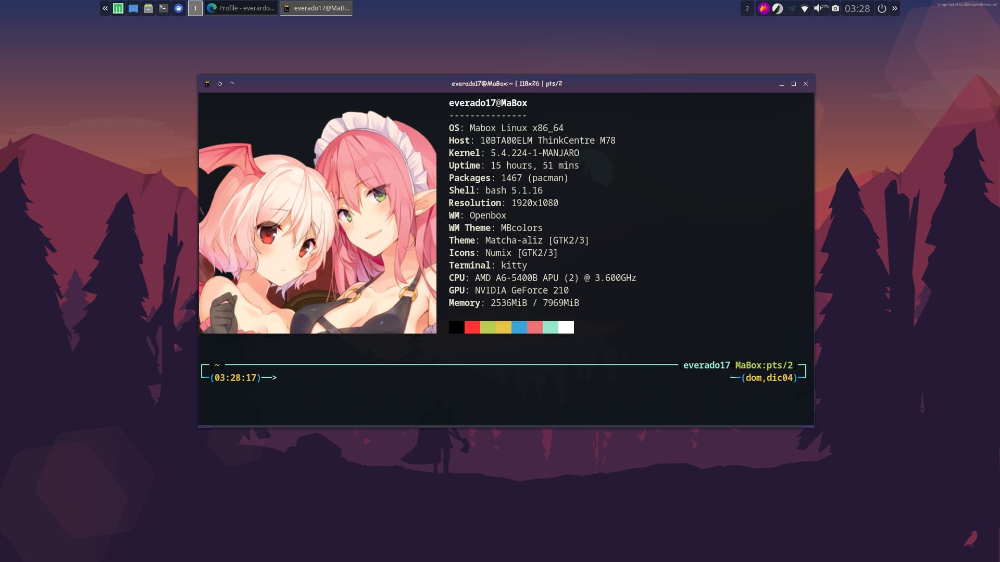 1
Profile - everardo...
everado17@MaB...
2
57%
03:28
Image hosted by WallpapersHome.com
everado17@MaBox:~ | 118x26 | pts/2
everado17@MaBox
---------------
OS: Mabox Linux x86_64
Host: 10BTA00ELM ThinkCentre M78
Kernel: 5.4.224-1-MANJARO
Uptime: 15 hours, 51 mins
Packages: 1467 (pacman)
Shell: bash 5.1.16
Resolution: 1920x1080
WM: Openbox
WM Theme: MBcolors
Theme: Matcha-aliz [GTK2/3]
Icons: Numix [GTK2/3]
Terminal: kitty
CPU: AMD A6-5400B APU (2) @ 3.600GHz
GPU: NVIDIA GeForce 210
Memory: 2536MiB / 7969MiB
(~) (everado17@MaBox:pts/2)
(03:28:17)—> (dom,dic04)